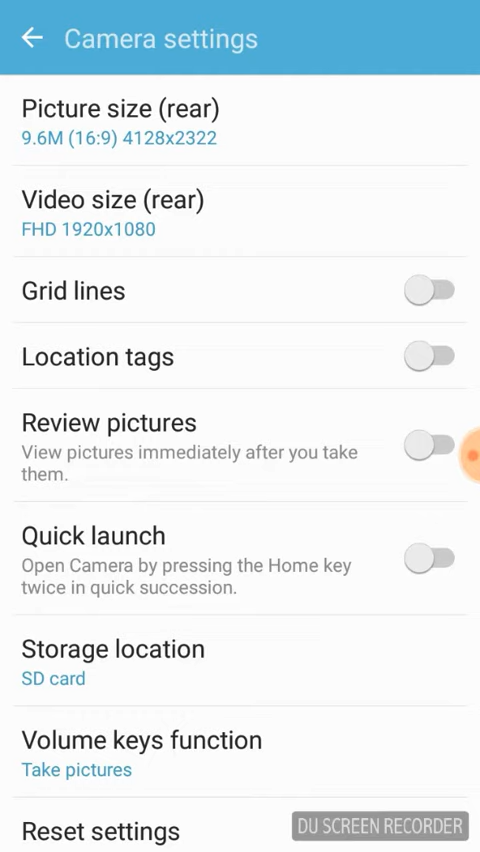 Camera settings
Picture size (rear)
9.6M (16:9) 4128x2322
Video size (rear)
FHD 1920x1080
Grid lines
Location tags
Review pictures
View pictures immediately after you take
them.
Quick launch
Open Camera by pressing the Home key
twice in quick succession.
Storage location
SD card
Volume keys function
Take pictures
Reset settings
DU SCREEN RECORDER